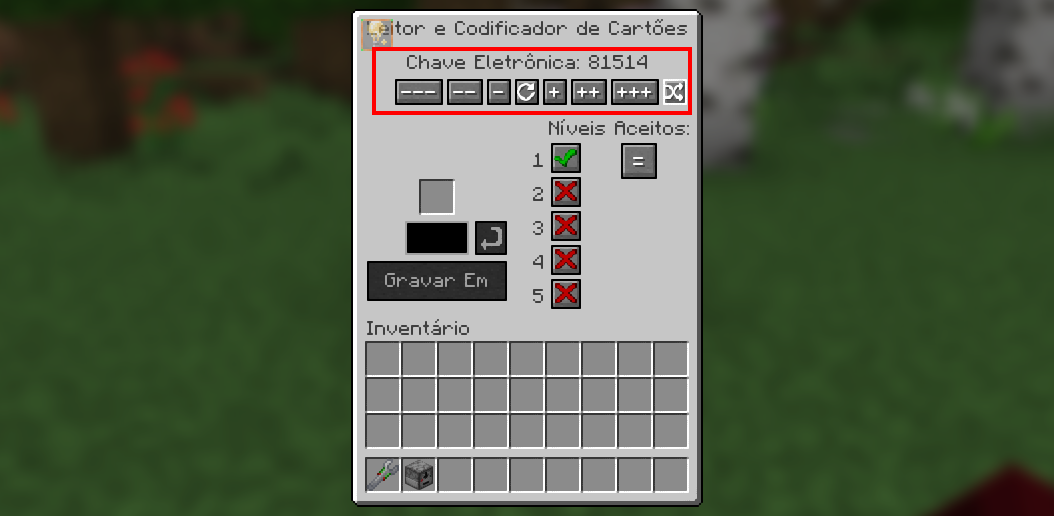 Leitor e Codificador de Cartões
Chave Eletrônica: 81514
--- -- - + ++ +++
Níveis Aceitos:
1 =
2
3
4
5
Gravar Em
Inventário